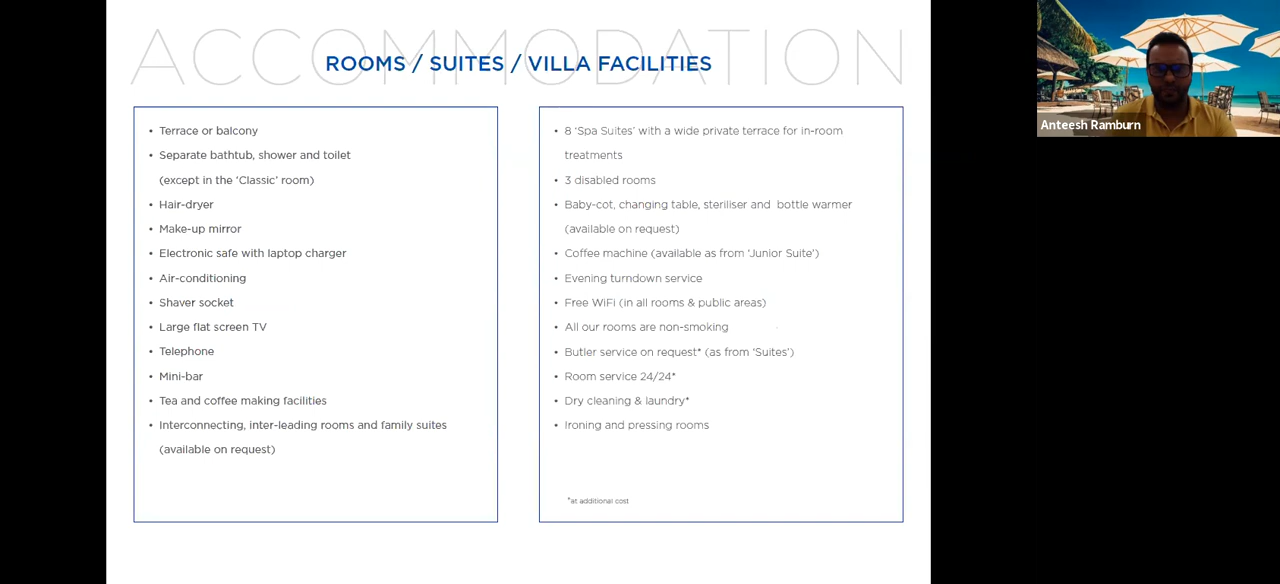 ACCOMMODATION
ROOMS / SUITES / VILLA FACILITIES
• Terrace or balcony
• Separate bathtub, shower and toilet
(except in the ‘Classic’ room)
• Hair-dryer
• Make-up mirror
• Electronic safe with laptop charger
• Air-conditioning
• Shaver socket
• Large flat screen TV
• Telephone
• Mini-bar
• Tea and coffee making facilities
• Interconnecting, inter-leading rooms and family suites
(available on request)
• 8 ‘Spa Suites’ with a wide private terrace for in-room
treatments
• 3 disabled rooms
• Baby-cot, changing table, steriliser and bottle warmer
(available on request)
• Coffee machine (available as from ‘Junior Suite’)
• Evening turndown service
• Free WiFi (in all rooms & public areas)
• All our rooms are non-smoking
• Butler service on request* (as from ‘Suites’)
• Room service 24/24*
• Dry cleaning & laundry*
• Ironing and pressing rooms
*at additional cost
Anteesh Ramburn